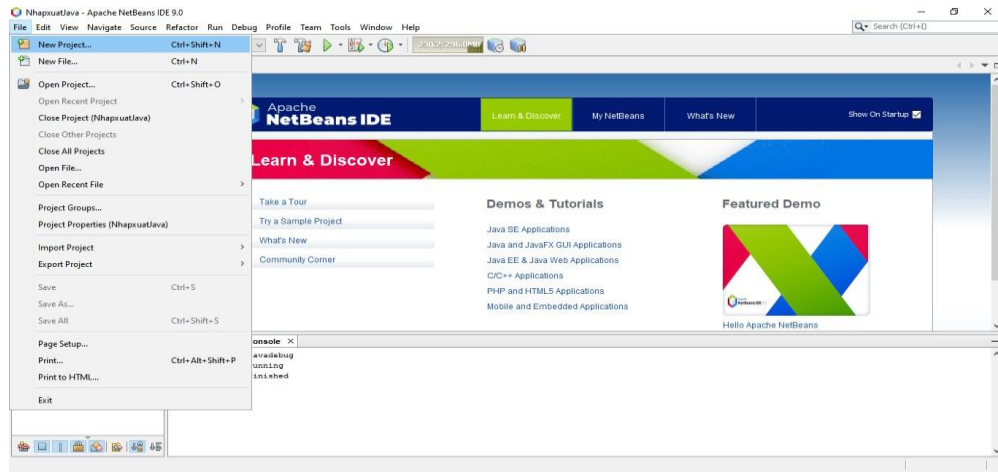 NhapxuatJava - Apache NetBeans IDE 9.0
File Edit View Navigate Source Refactor Run Debug Profile Team Tools Window Help
Search (Ctrl+I)
New Project... Ctrl+Shift+N
New File... Ctrl+N
Open Project... Ctrl+Shift+O
Open Recent Project
Close Project (NhapxuatJava)
Close Other Projects
Close All Projects
Open File...
Open Recent File
Project Groups...
Project Properties (NhapxuatJava)
Import Project
Export Project
Save Ctrl+S
Save As...
Save All Ctrl+Shift+S
Page Setup...
Print... Ctrl+Alt+Shift+P
Print to HTML...
Exit
Apache
NetBeans IDE
Learn & Discover My NetBeans What's New Show On Startup
Learn & Discover
Take a Tour
Try a Sample Project
What's New
Community Corner
Demos & Tutorials
Java SE Applications
Java and JavaFX GUI Applications
Java EE & Java Web Applications
C/C++ Applications
PHP and HTML5 Applications
Mobile and Embedded Applications
Featured Demo
Hello Apache NetBeans
onsole
avadebug
unning
inished